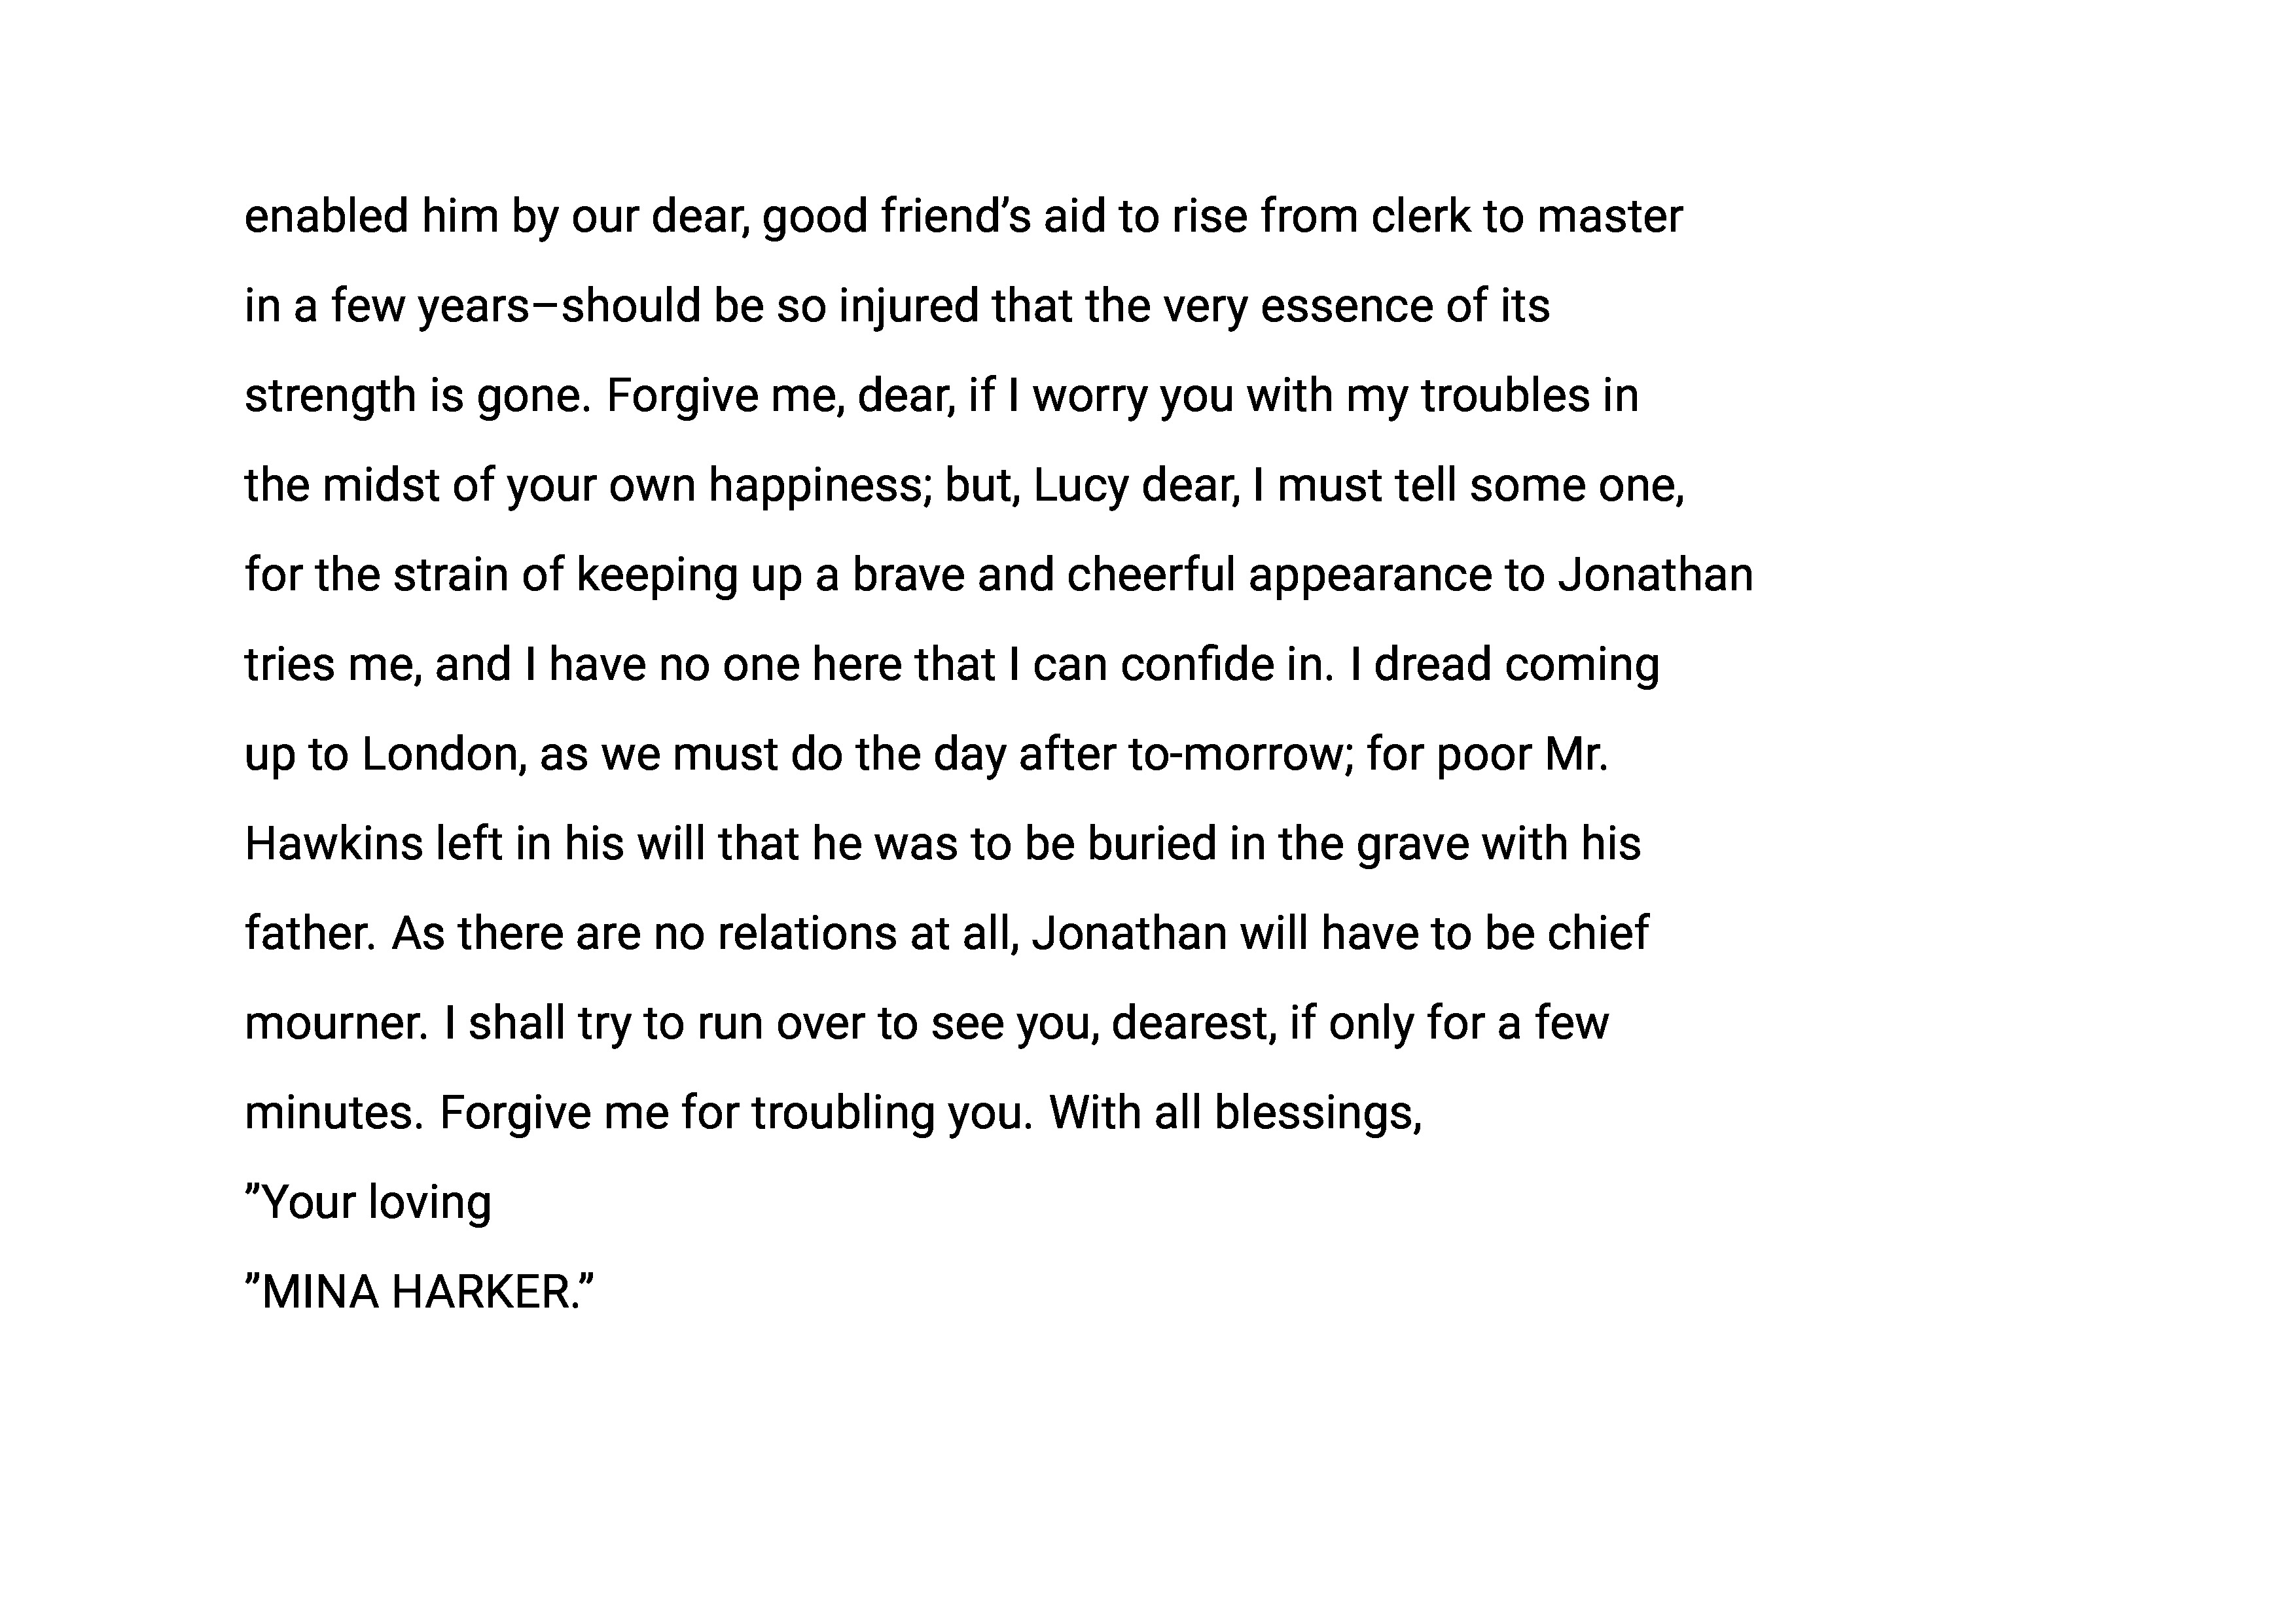 enabled him by our dear, good friend’s aid to rise from clerk to master
in a few years–should be so injured that the very essence of its
strength is gone. Forgive me, dear, if I worry you with my troubles in
the midst of your own happiness; but, Lucy dear, I must tell some one,
for the strain of keeping up a brave and cheerful appearance to Jonathan
tries me, and I have no one here that I can confide in. I dread coming
up to London, as we must do the day after to-morrow; for poor Mr.
Hawkins left in his will that he was to be buried in the grave with his
father. As there are no relations at all, Jonathan will have to be chief
mourner. I shall try to run over to see you, dearest, if only for a few
minutes. Forgive me for troubling you. With all blessings,
”Your loving
”MINA HARKER.”